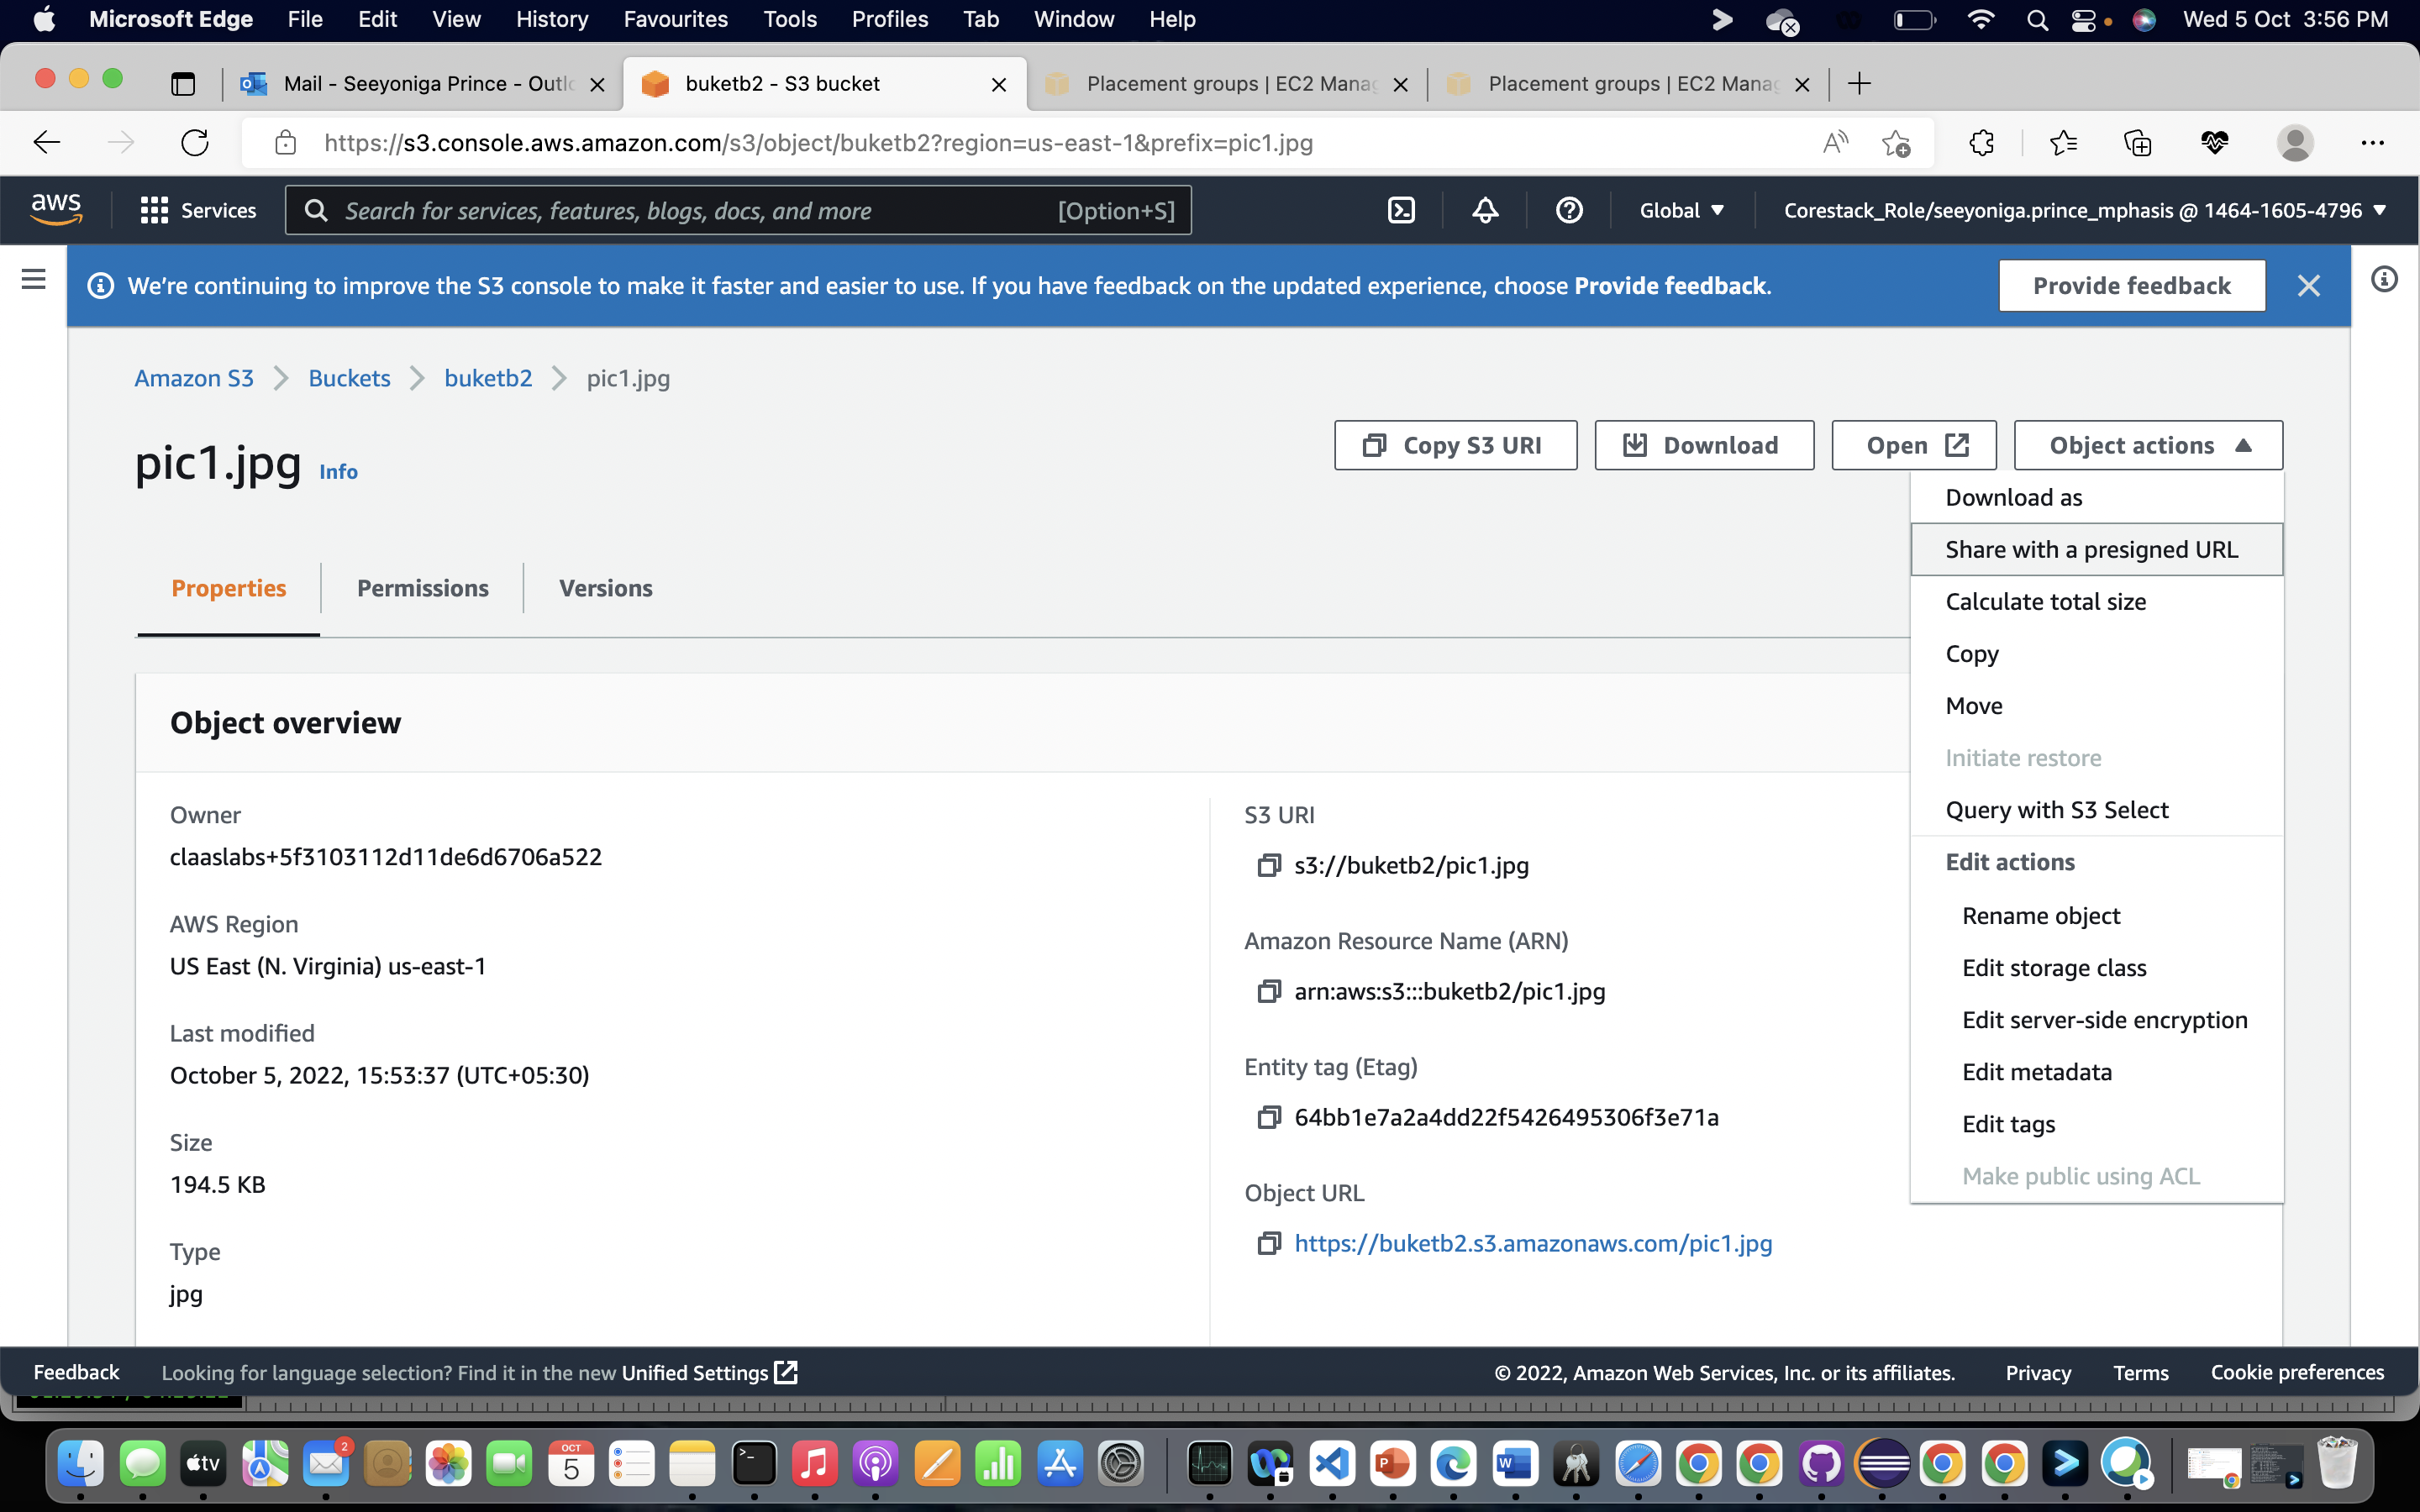 Microsoft Edge File Edit View History Favourites Tools Profiles Tab Window Help Wed 5 Oct 3:56 PM
Mail - Seeyoniga Prince - Outlo buketb2 - S3 bucket Placement groups | EC2 Manag Placement groups | EC2 Manag
https://s3.console.aws.amazon.com/s3/object/buketb2?region=us-east-1&prefix=pic1.jpg
aws Services Search for services, features, blogs, docs, and more [Option+S] Global Corestack_Role/seeyoniga.prince_mphasis @ 1464-1605-4796
We're continuing to improve the S3 console to make it faster and easier to use. If you have feedback on the updated experience, choose Provide feedback. Provide feedback
Amazon S3 Buckets buketb2 pic1.jpg
Copy S3 URI Download Open Object actions
pic1.jpg Info
Download as
Share with a presigned URL
Calculate total size
Copy
Move
Initiate restore
Query with S3 Select
Edit actions
Rename object
Edit storage class
Edit server-side encryption
Edit metadata
Edit tags
Make public using ACL
Properties Permissions Versions
Object overview
Owner
claaslabs+5f3103112d11de6d6706a522
AWS Region
US East (N. Virginia) us-east-1
Last modified
October 5, 2022, 15:53:37 (UTC+05:30)
Size
194.5 KB
Type
jpg
S3 URI
s3://buketb2/pic1.jpg
Amazon Resource Name (ARN)
arn:aws:s3:::buketb2/pic1.jpg
Entity tag (Etag)
64bb1e7a2a4dd22f5426495306f3e71a
Object URL
https://buketb2.s3.amazonaws.com/pic1.jpg
Feedback Looking for language selection? Find it in the new Unified Settings © 2022, Amazon Web Services, Inc. or its affiliates. Privacy Terms Cookie preferences
tv 2 OCT 5